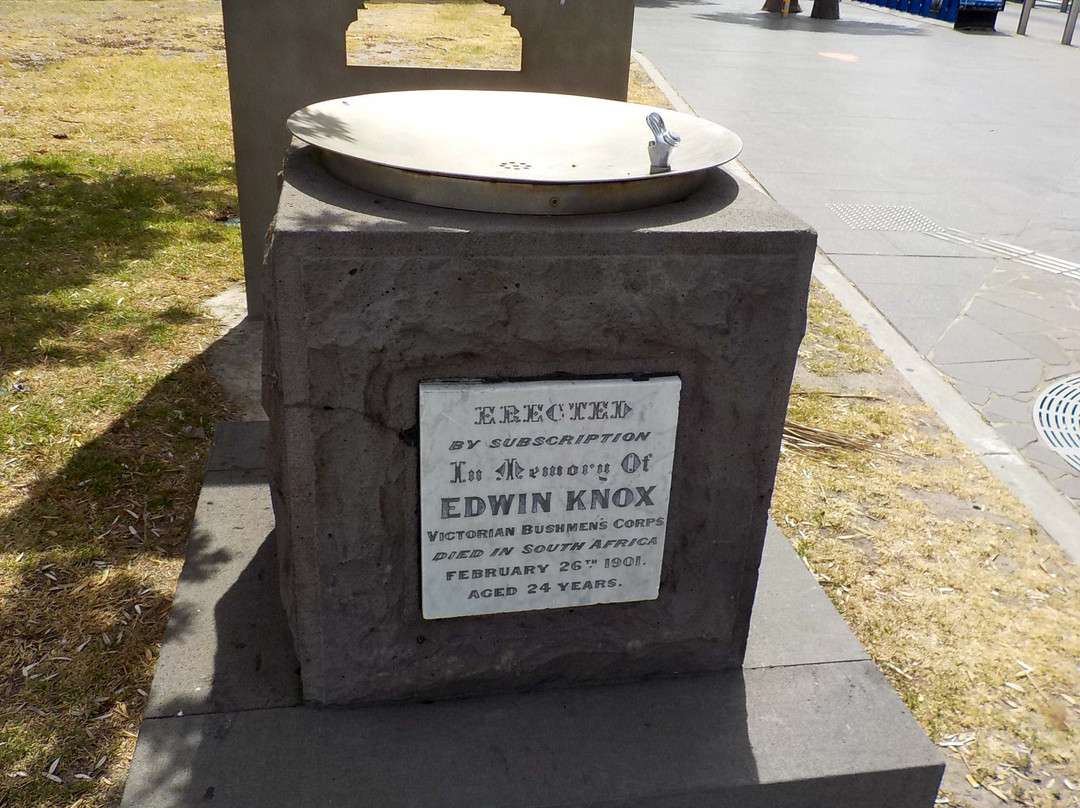 ERECTED
BY SUBSCRIPTION
In Memory Of
EDWIN KNOX
VICTORIAN BUSHMEN'S CORPS
DIED IN SOUTH AFRICA
FEBRUARY 26TH 1901.
AGED 24 YEARS.